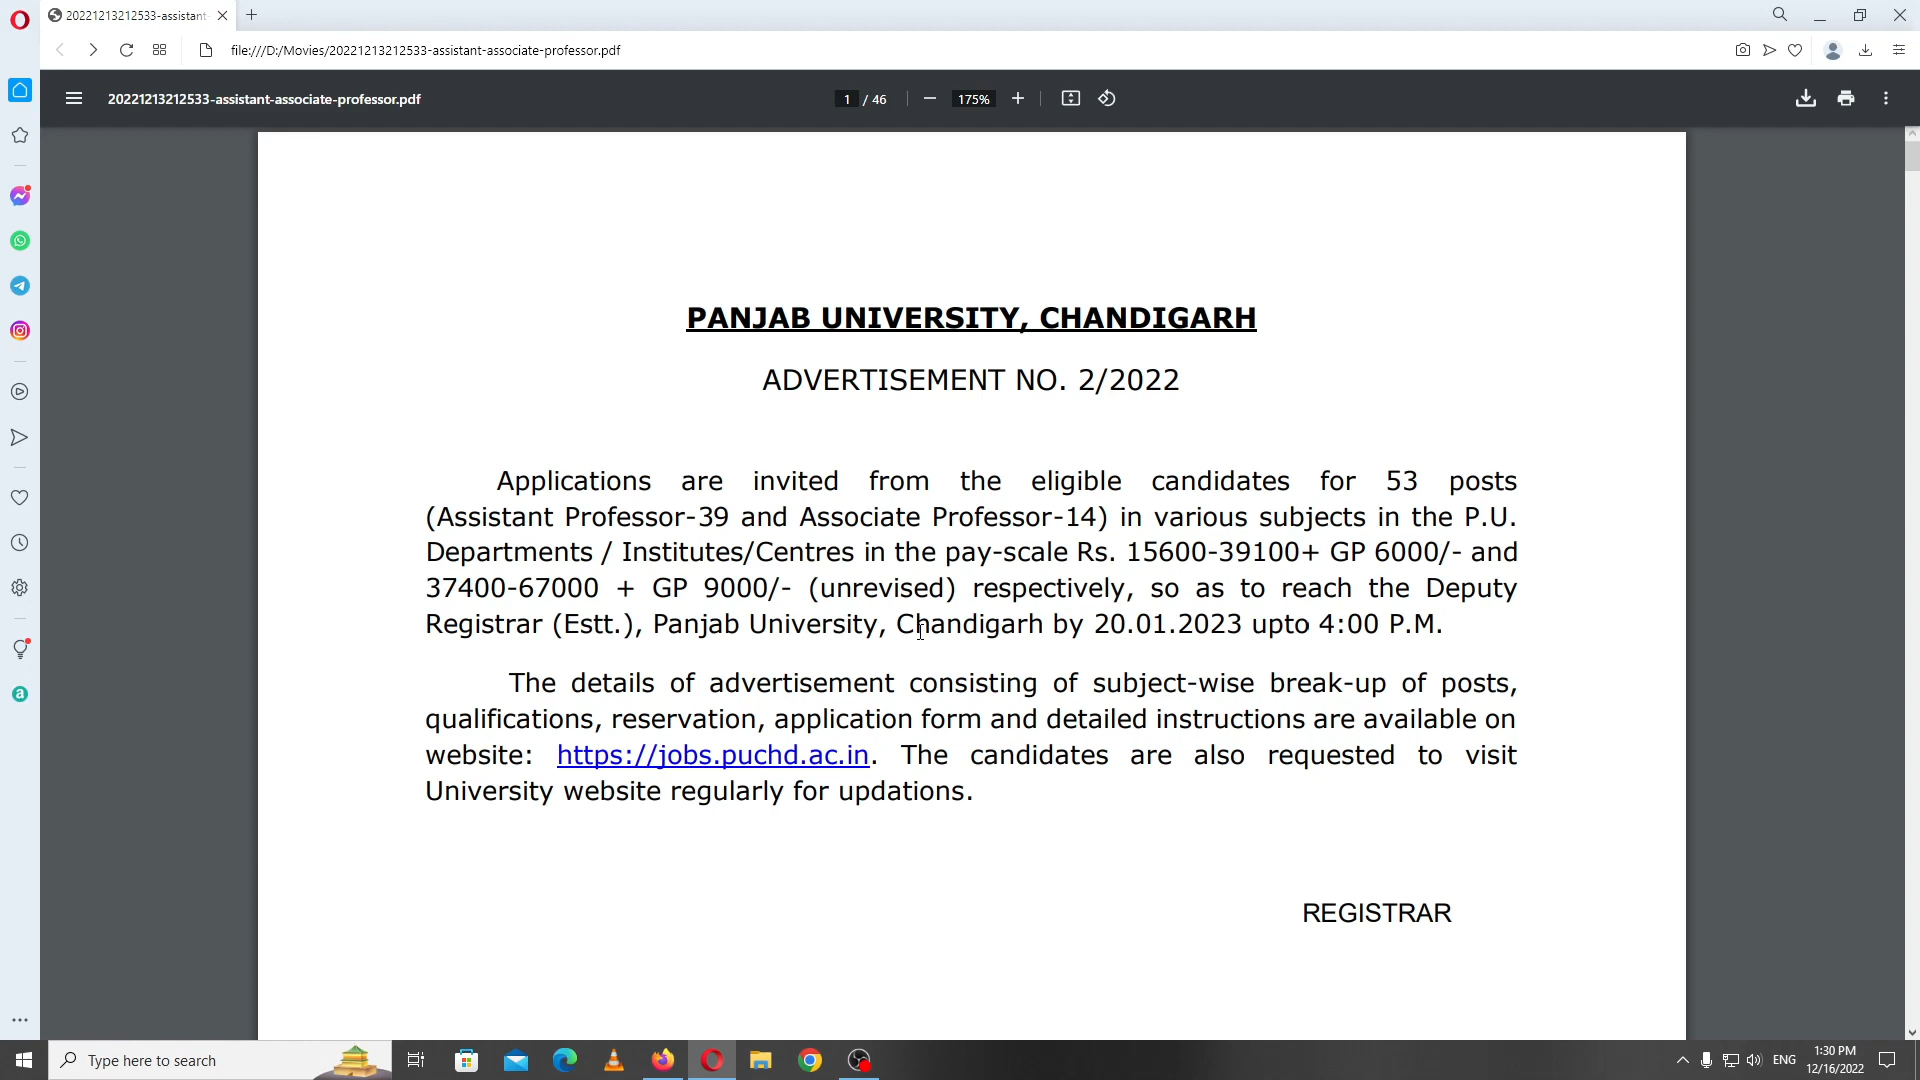 20221213212533-assistant
file:///D:/Movies/20221213212533-assistant-associate-professor.pdf
20221213212533-assistant-associate-professor.pdf
1 / 46
175%
PANJAB UNIVERSITY, CHANDIGARH
ADVERTISEMENT NO. 2/2022
Applications are invited from the eligible candidates for 53 posts
(Assistant Professor-39 and Associate Professor-14) in various subjects in the P.U.
Departments / Institutes/Centres in the pay-scale Rs. 15600-39100+ GP 6000/- and
37400-67000 + GP 9000/- (unrevised) respectively, so as to reach the Deputy
Registrar (Estt.), Panjab University, Chandigarh by 20.01.2023 upto 4:00 P.M.
The details of advertisement consisting of subject-wise break-up of posts,
qualifications, reservation, application form and detailed instructions are available on
website: https://jobs.puchd.ac.in. The candidates are also requested to visit
University website regularly for updations.
REGISTRAR
Type here to search
ENG
1:30 PM
12/16/2022